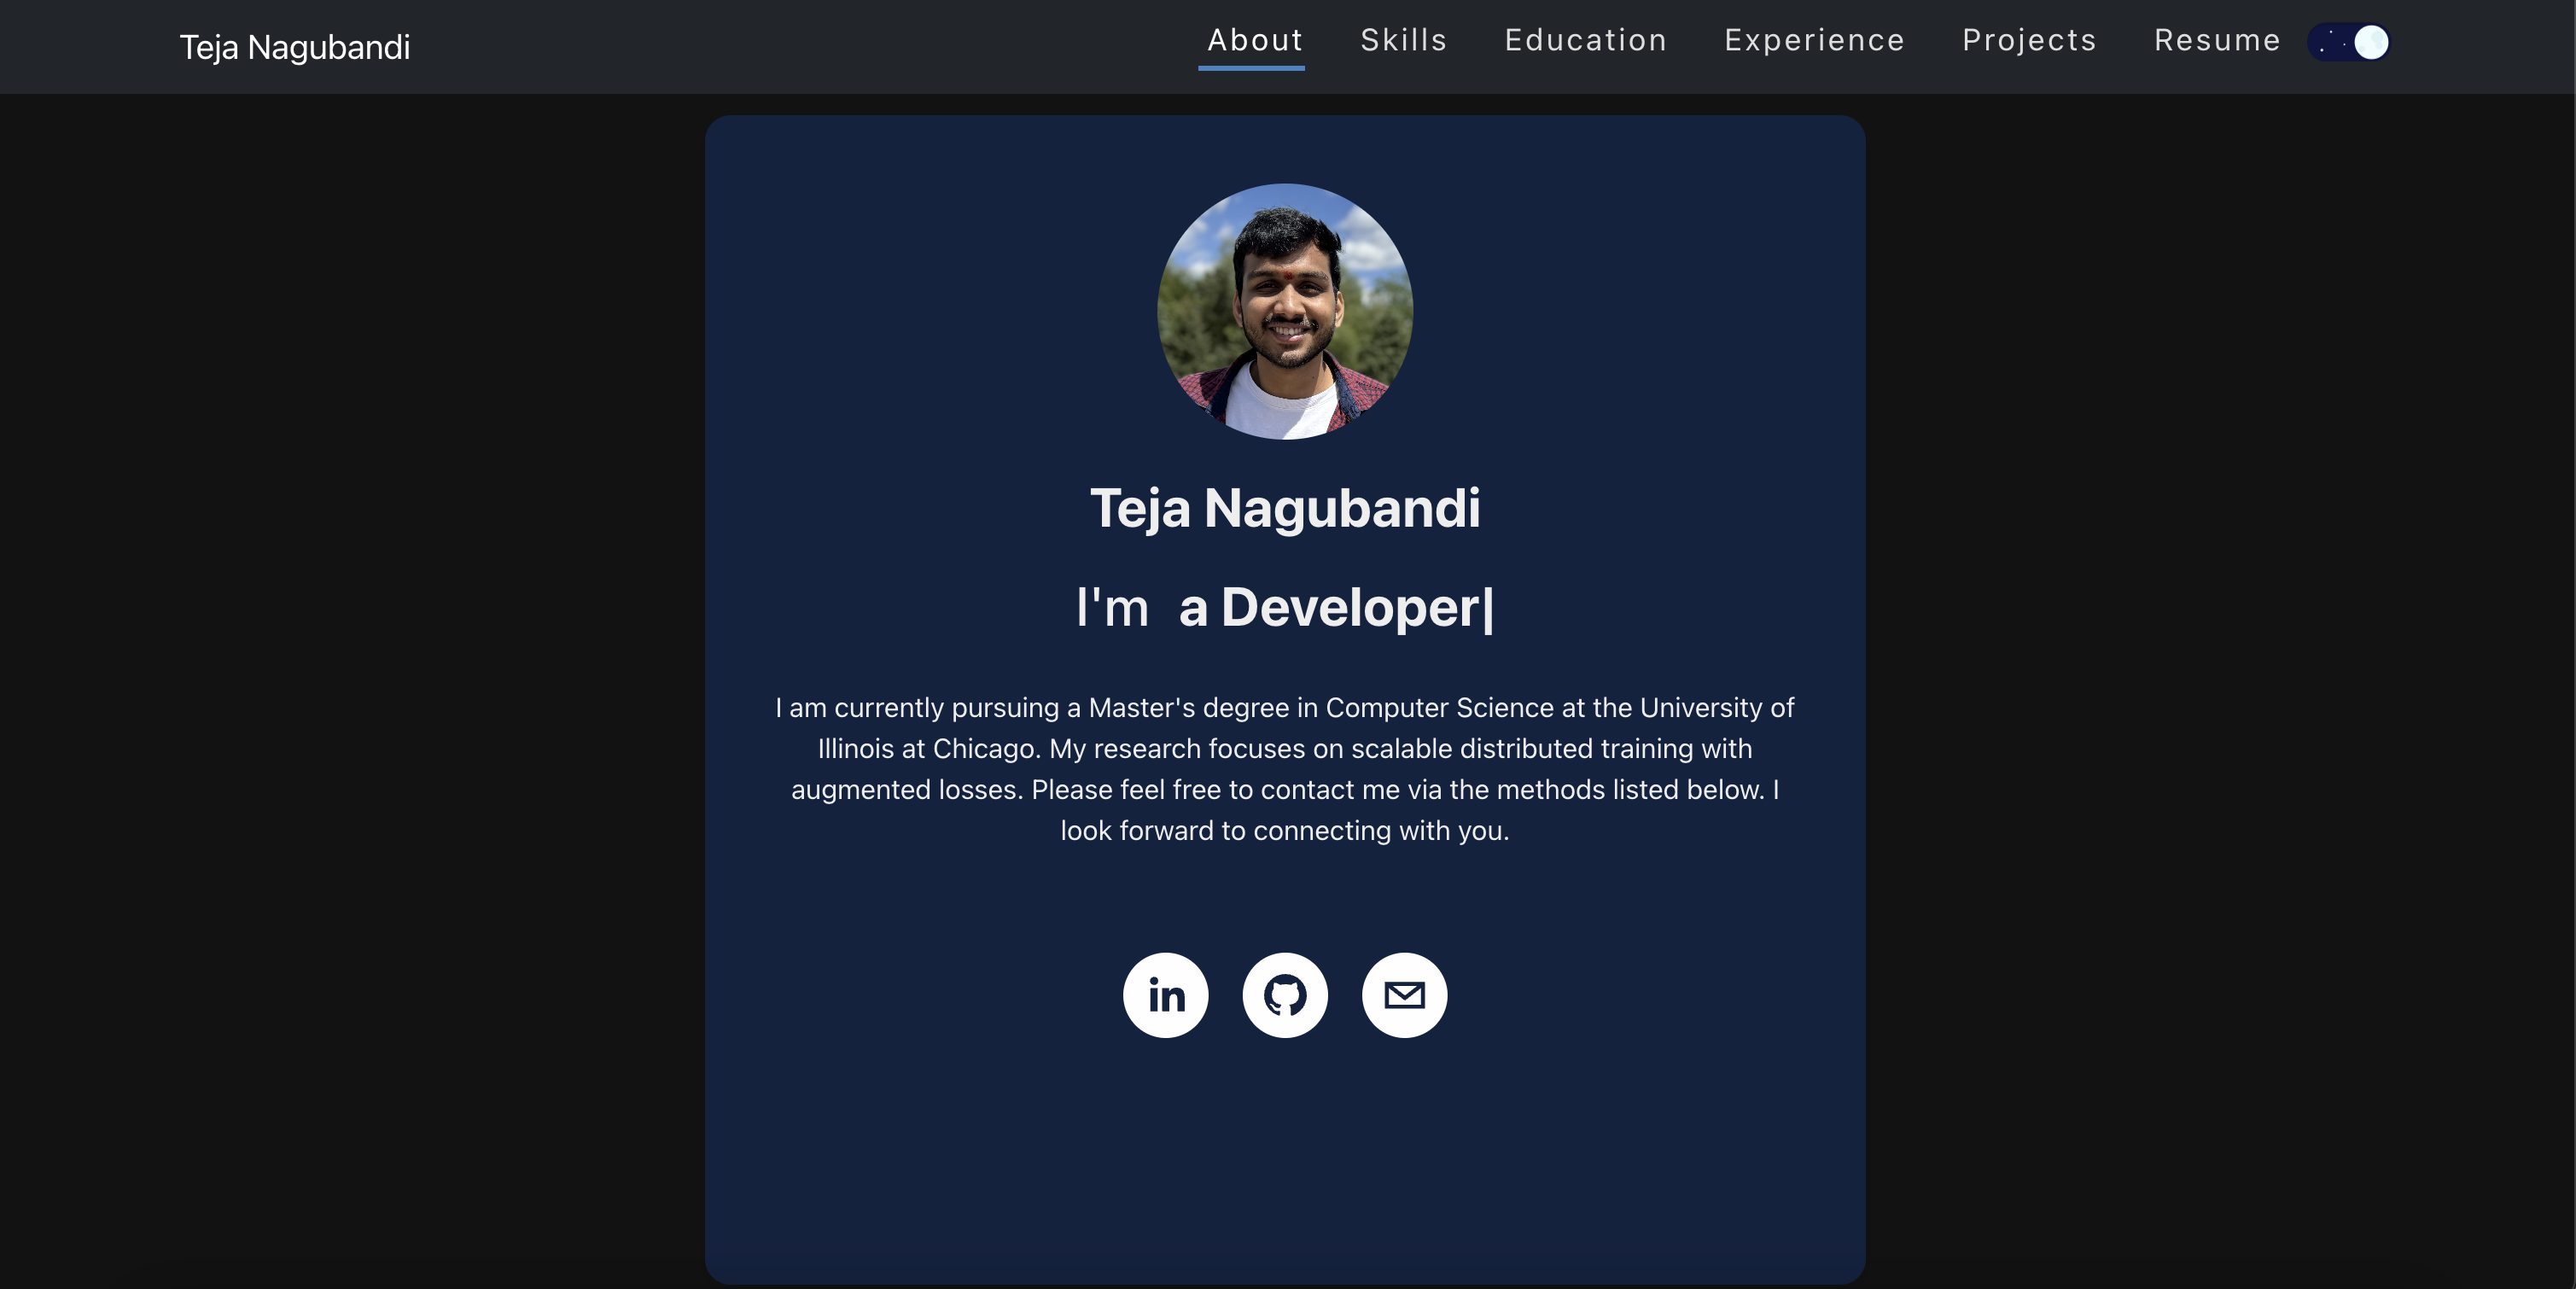 Teja Nagubandi
About Skills Education Experience Projects Resume
Teja Nagubandi
I'm a Developer|
I am currently pursuing a Master's degree in Computer Science at the University of
Illinois at Chicago. My research focuses on scalable distributed training with
augmented losses. Please feel free to contact me via the methods listed below. I
look forward to connecting with you.
in